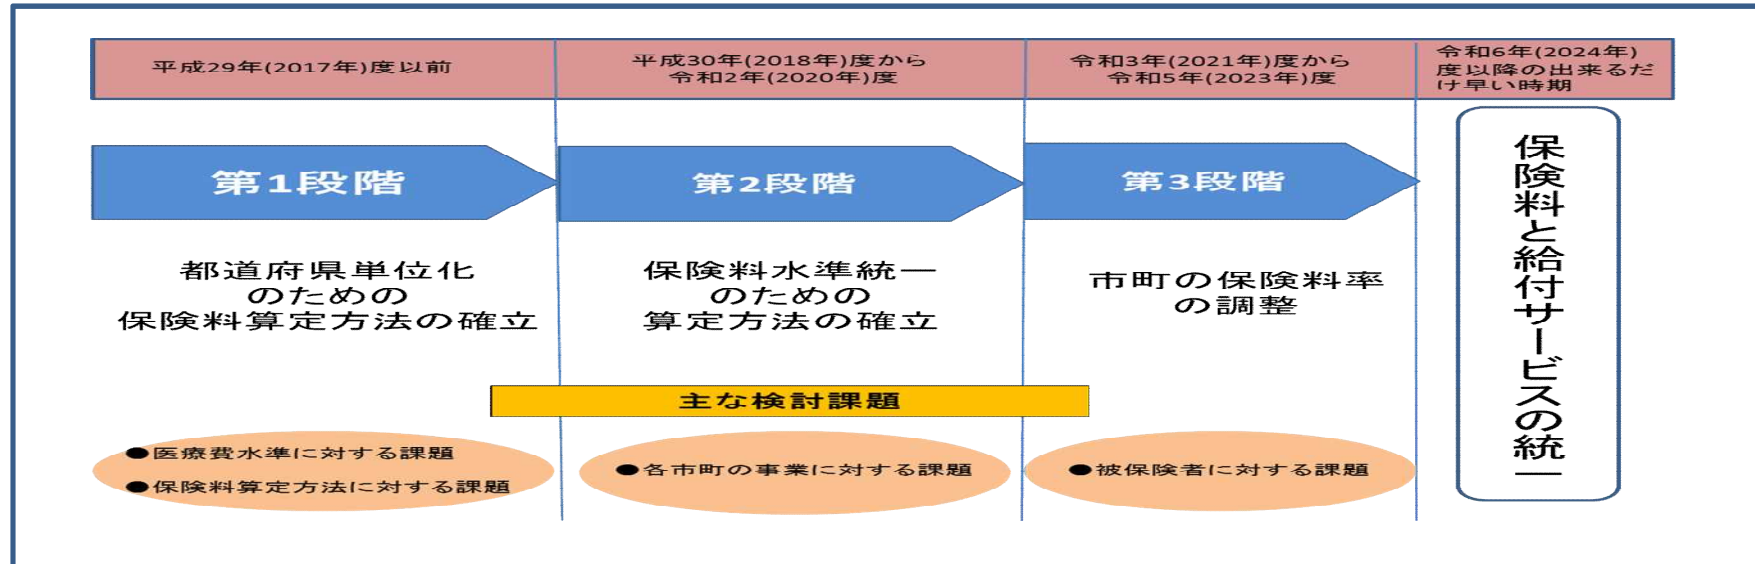 平成29年(2017年)度以前
平成30年(2018年)度から
令和2年(2020年)度
令和3年(2021年)度から
令和5年(2023年)度
令和6年(2024年)
度以降の出来るだ
け早い時期
第1段階
第2段階
第3段階
都道府県単位化
のための
保険料算定方法の確立
保険料水準統一
のための
算定方法の確立
市町の保険料率
の調整
保険料と給付サービスの統一
主な検討課題
●医療費水準に対する課題
●保険料算定方法に対する課題
●各市町の事業に対する課題
●被保険者に対する課題